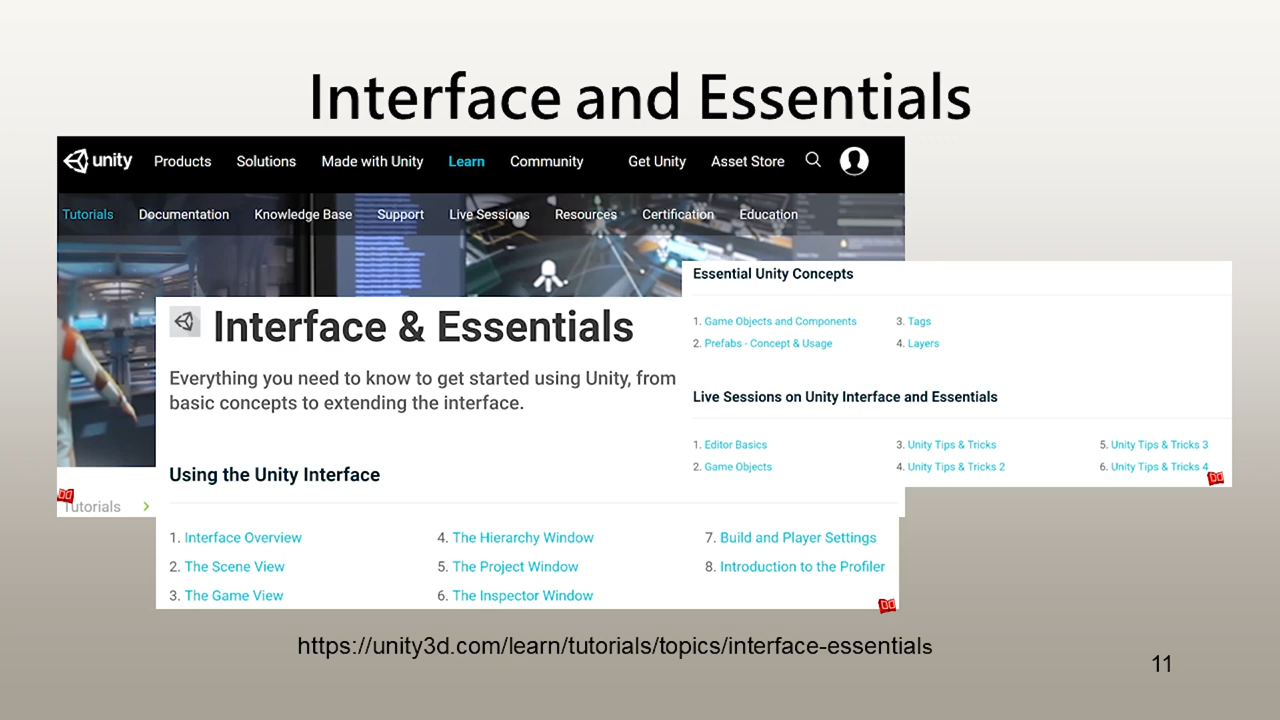 Interface and Essentials
unity Products Solutions Made with Unity Learn Community Get Unity Asset Store
Tutorials Documentation Knowledge Base Support Live Sessions Resources Certification Education
Interface & Essentials
Everything you need to know to get started using Unity, from
basic concepts to extending the interface.
Using the Unity Interface
Tutorials
1. Interface Overview
2. The Scene View
3. The Game View
4. The Hierarchy Window
5. The Project Window
6. The Inspector Window
7. Build and Player Settings
8. Introduction to the Profiler
Essential Unity Concepts
1. Game Objects and Components
2. Prefabs - Concept & Usage
3. Tags
4. Layers
Live Sessions on Unity Interface and Essentials
1. Editor Basics
2. Game Objects
3. Unity Tips & Tricks
4. Unity Tips & Tricks 2
5. Unity Tips & Tricks 3
6. Unity Tips & Tricks 4
https://unity3d.com/learn/tutorials/topics/interface-essentials
11